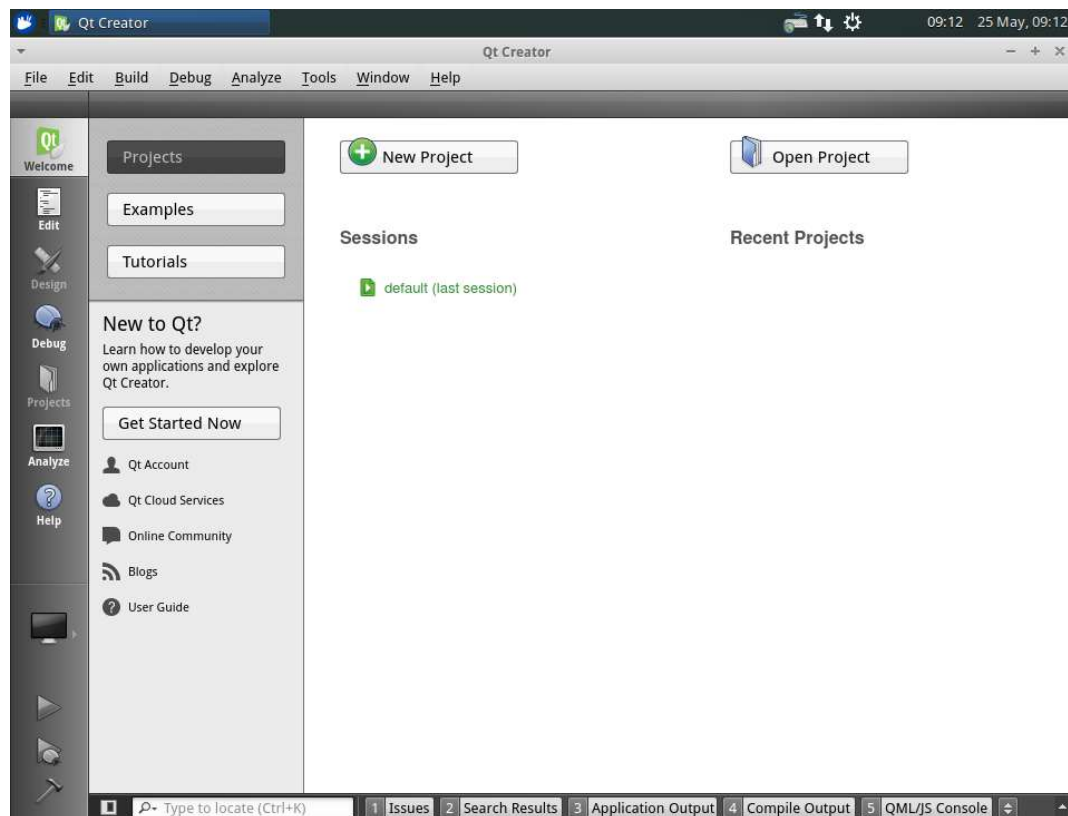 Qt Creator
09:12 25 May, 09:12
Qt Creator
File Edit Build Debug Analyze Tools Window Help
Qt
Welcome
Edit
Design
Debug
Projects
Analyze
Help
Projects
Examples
Tutorials
New to Qt?
Learn how to develop your
own applications and explore
Qt Creator.
Get Started Now
Qt Account
Qt Cloud Services
Online Community
Blogs
User Guide
New Project
Open Project
Sessions
Recent Projects
default (last session)
Type to locate (Ctrl+K)
1 Issues 2 Search Results 3 Application Output 4 Compile Output 5 QML/JS Console